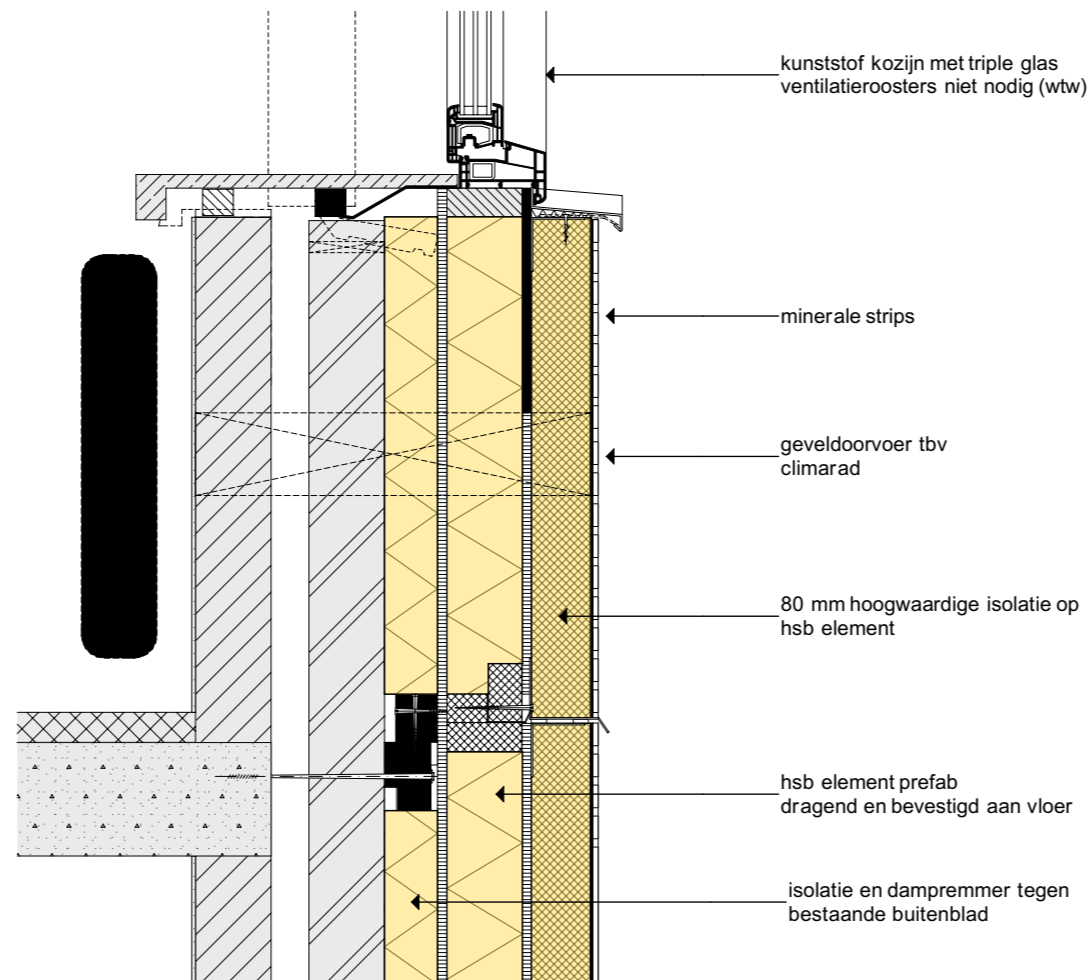 kunststof kozijn met triple glas
ventilatieroosters niet nodig (wtw)
minerale strips
geveldoorvoer tbv
climarad
80 mm hoogwaardige isolatie op
hsb element
hsb element prefab
dragend en bevestigd aan vloer
isolatie en dampremmer tegen
bestaande buitenblad